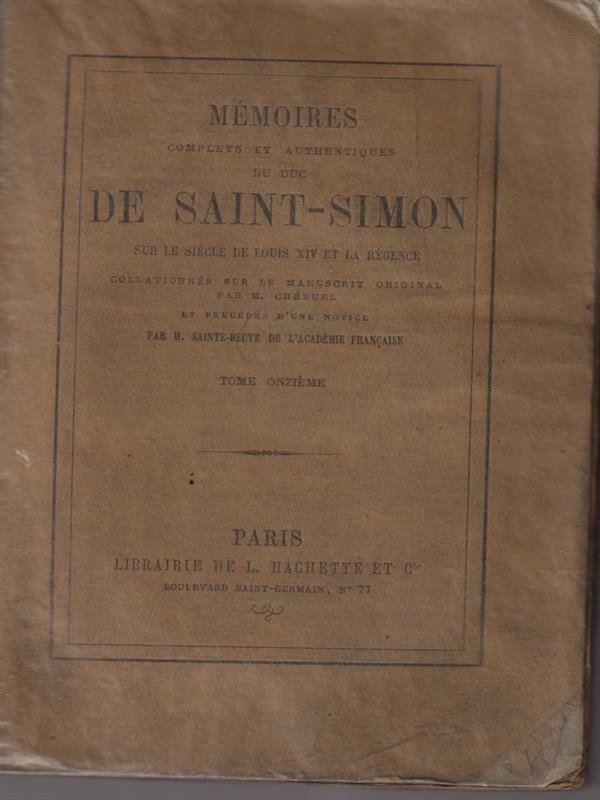 MÉMOIRES
COMPLETS ET AUTHENTIQUES
DU DUC
DE SAINT-SIMON
SUR LE SIÈCLE DE LOUIS XIV ET LA RÉGENCE
COLLATIONNÉS SUR LE MANUSCRIT ORIGINAL
PAR M. CHÉRUEL
ET PRÉCÉDÉS D'UNE NOTICE
PAR M. SAINTE-BEUVE DE L'ACADÉMIE FRANÇAISE
TOME ONZIÈME
PARIS
LIBRAIRIE DE L. HACHETTE ET Cie
BOULEVARD SAINT-GERMAIN, No 77